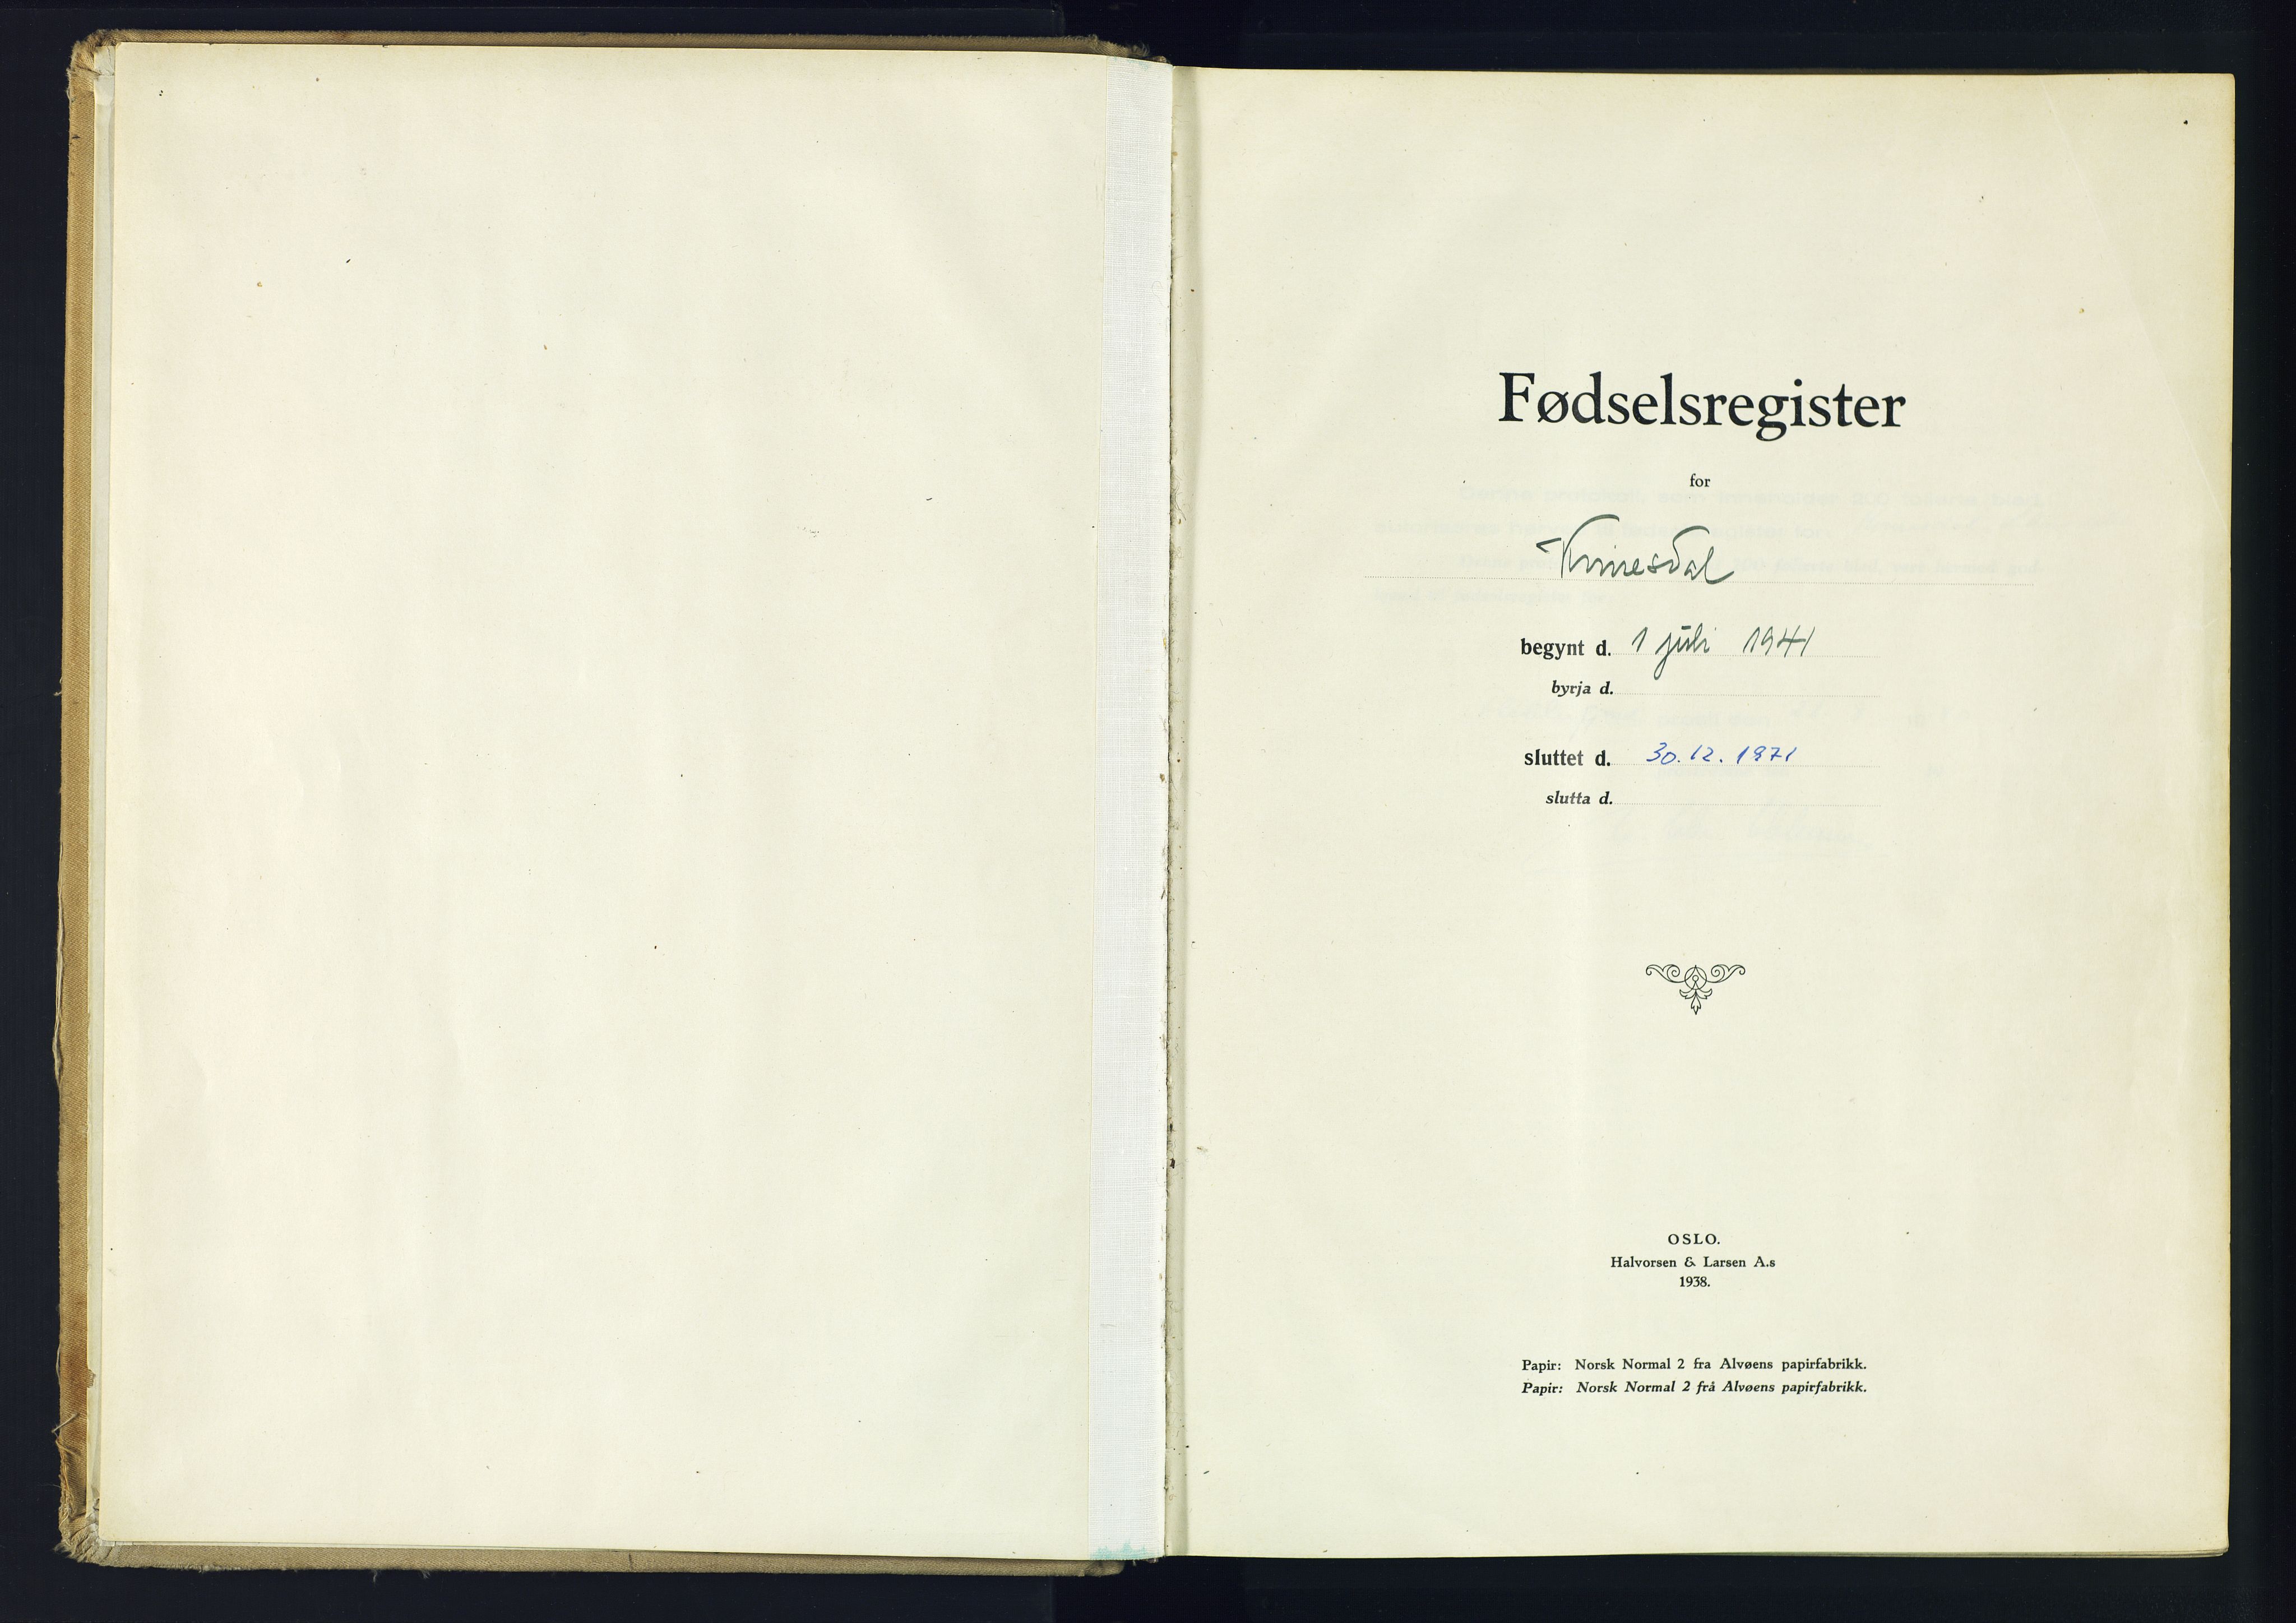 Fødselsregister
for
Kvinesdal
begynt d. 1 juli 1941
byrja d.
sluttet d. 30.12.1971
slutta d.
OSLO.
Halvorsen & Larsen A.s
1938.
Papir: Norsk Normal 2 fra Alvøens papirfabrikk.
Papir: Norsk Normal 2 frå Alvøens papirfabrikk.